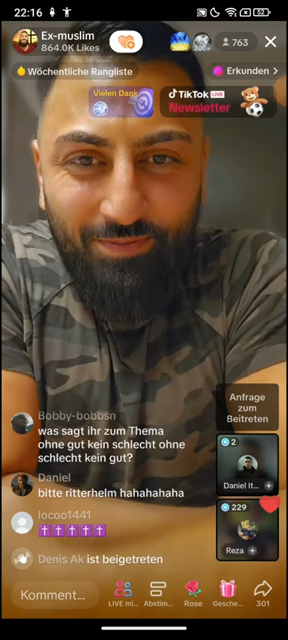 22:16
52
Ex-muslim
864.0K Likes
200+
763
Wöchentliche Rangliste
Erkunden >
Vielen Dank
TikTok LIVE
Newsletter
Anfrage
zum
Beitreten
Bobby-bobbsn
was sagt ihr zum Thema
ohne gut kein schlecht ohne
schlecht kein gut?
2
Daniel It... +
Daniel
bitte ritterhelm hahahahaha
229
Reza +
locoo1441
✝️✝️✝️✝️✝️
Denis Ak ist beigetreten
Komment...
LIVE mi...
Abstim...
Rose
Gesche...
301